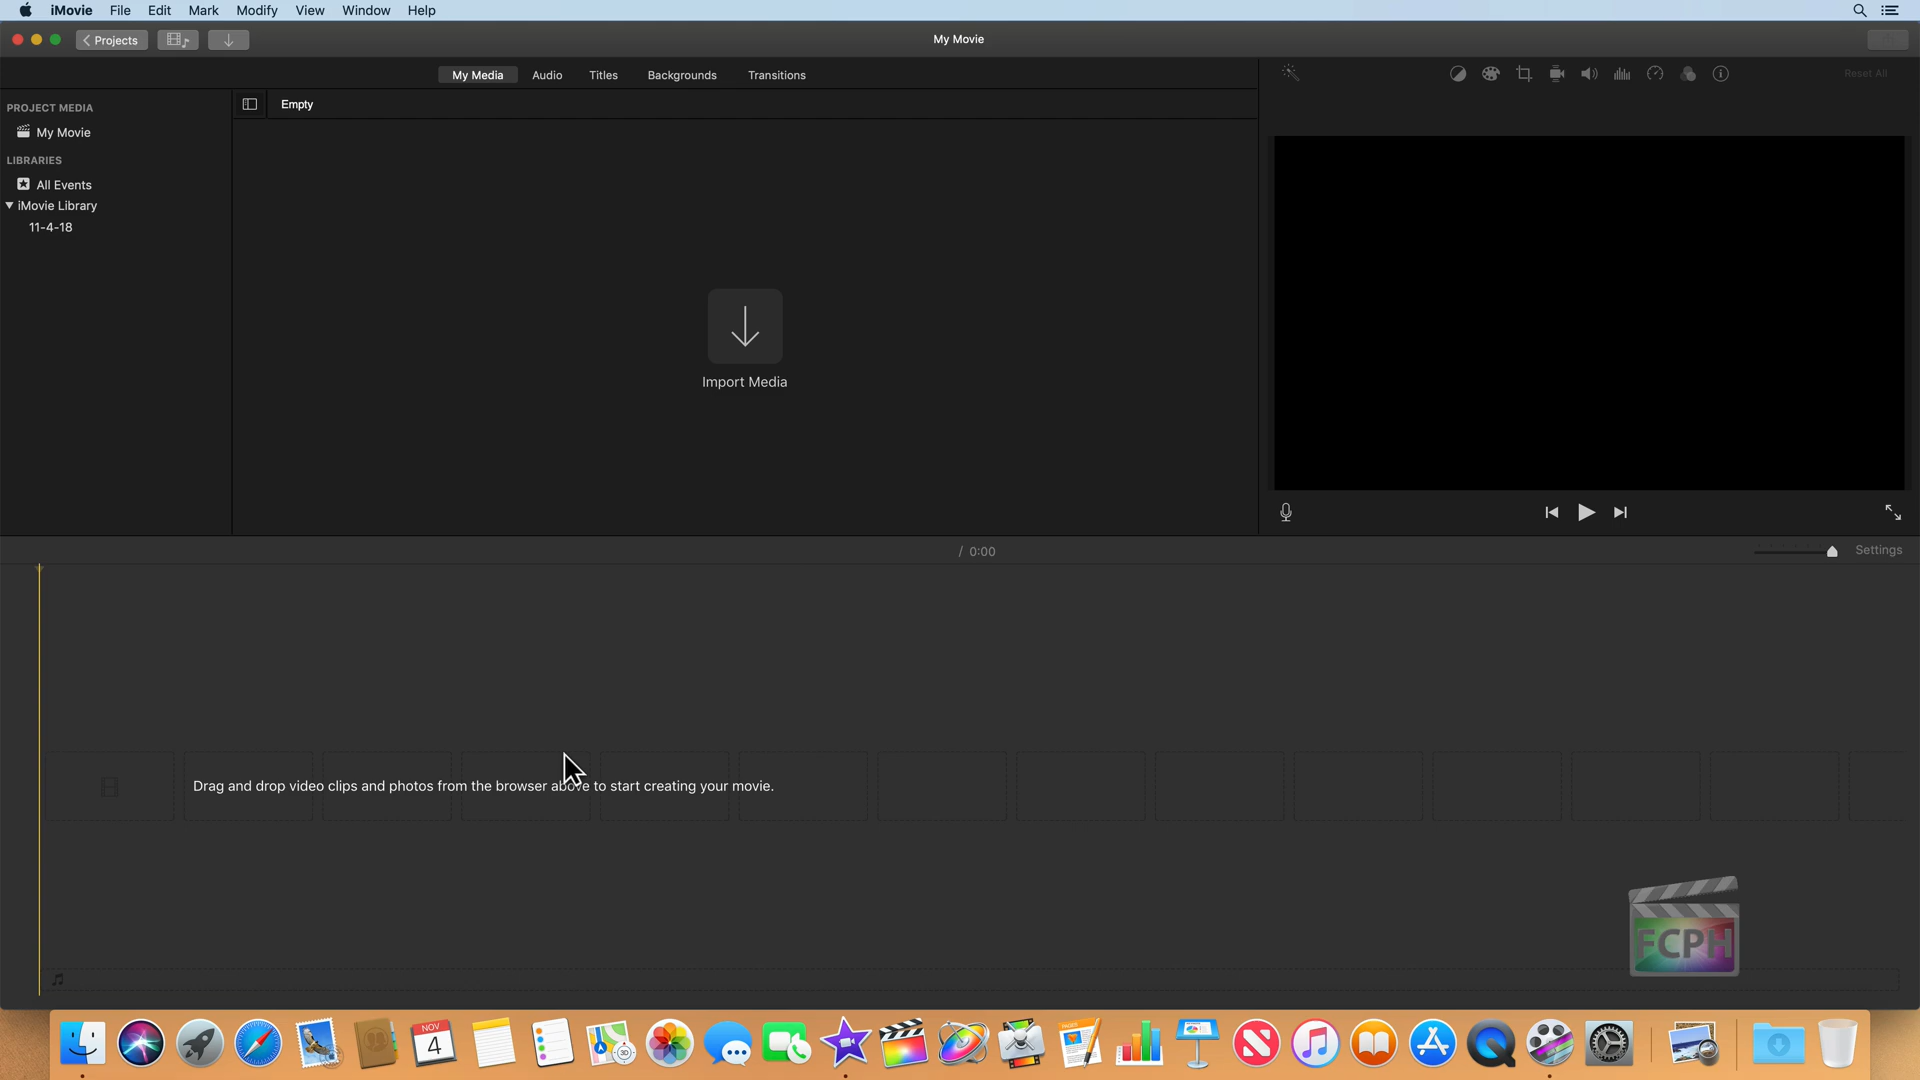 iMovie File Edit Mark Modify View Window Help
Projects
My Movie
My Media Audio Titles Backgrounds Transitions
Reset All
PROJECT MEDIA
Empty
My Movie
LIBRARIES
All Events
iMovie Library
11-4-18
Import Media
/ 0:00
Settings
Drag and drop video clips and photos from the browser above to start creating your movie.
FCPH
NOV
4
3D
PAGES